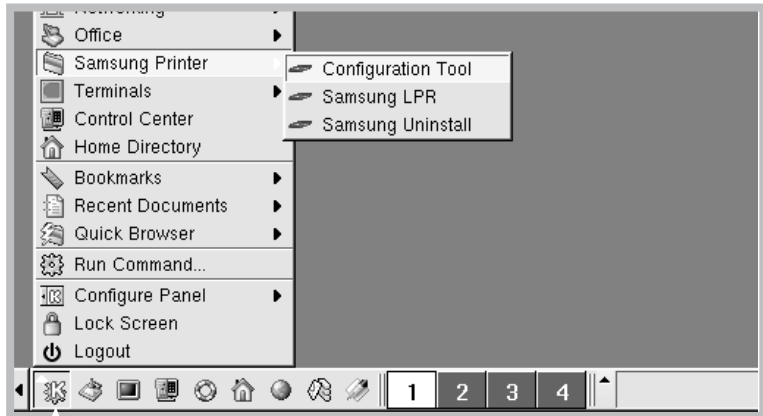 Networking
Office
Samsung Printer
Configuration Tool
Terminals
Samsung LPR
Control Center
Samsung Uninstall
Home Directory
Bookmarks
Recent Documents
Quick Browser
Run Command...
Configure Panel
Lock Screen
Logout
1 2 3 4